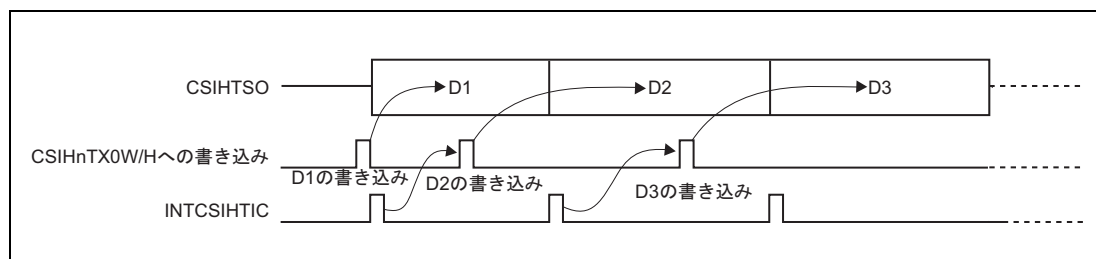 CSIHTSO
D1
D2
D3
CSIHnTX0W/Hへの書き込み
D1の書き込み
D2の書き込み
D3の書き込み
INTCSIHTIC